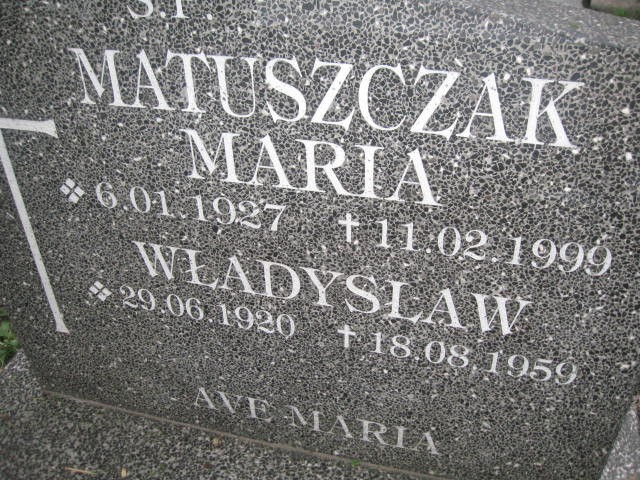 Ś.P.
MATUSZCZAK
MARIA
6.01.1927 † 11.02.1999
WŁADYSŁAW
29.06.1920 † 18.08.1959
AVE MARIA